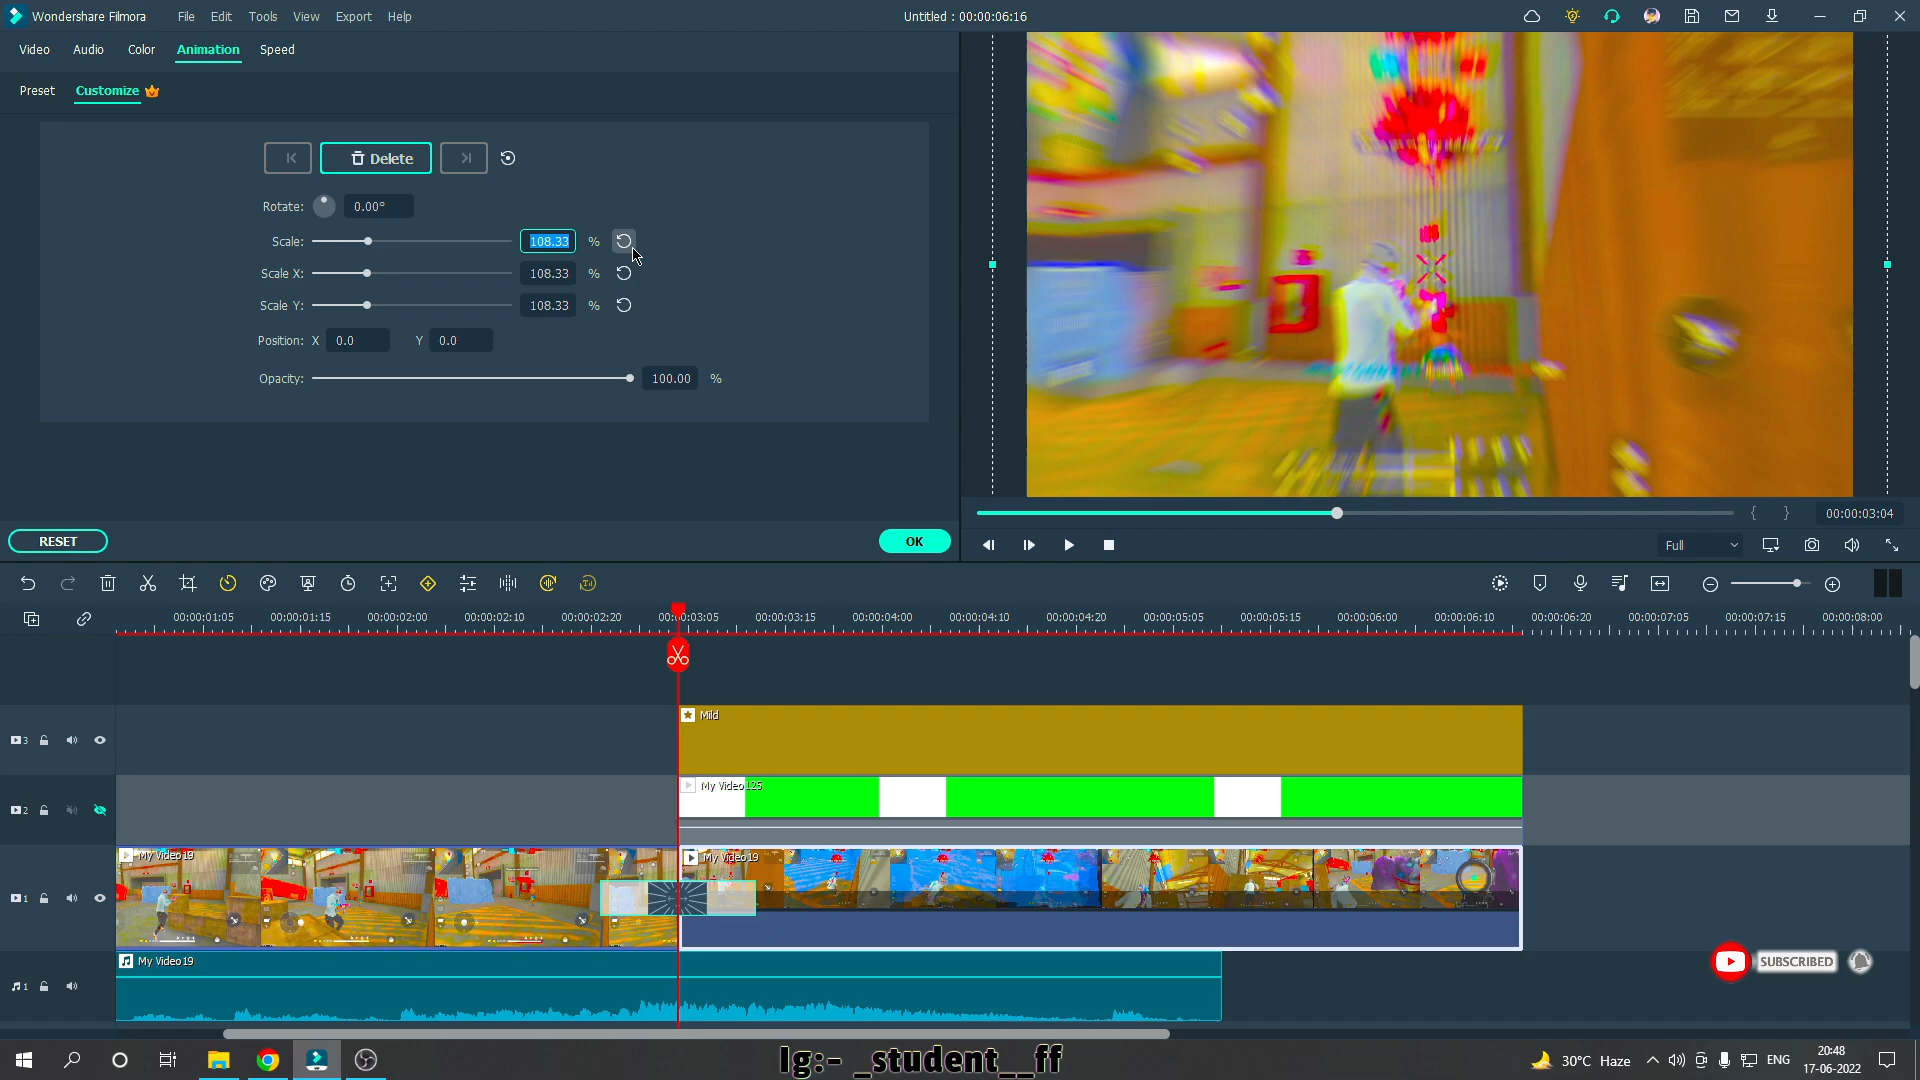 Wondershare Filmora File Edit Tools View Export Help Untitled : 00:00:06:16
Video Audio Color Animation Speed
Preset Customize
Delete
Rotate: 0.00°
Scale: 108.33 %
Scale X: 108.33 %
Scale Y: 108.33 %
Position: X 0.0 Y 0.0
Opacity: 100.00 %
RESET OK
{ } 00:00:03:04
Full
00:00:01:05 00:00:01:15 00:00:02:00 00:00:02:10 00:00:02:20 00:00:03:05 00:00:03:15 00:00:04:00 00:00:04:10 00:00:04:20 00:00:05:05 00:00:05:15 00:00:06:00 00:00:06:10 00:00:06:20 00:00:07:05 00:00:07:15 00:00:08:00
3 Mild
2 My Video125
1 My Video19 My Video19
My Video19
1
SUBSCRIBED
Ig:- _student__ff
30°C Haze ENG 20:48
17-06-2022